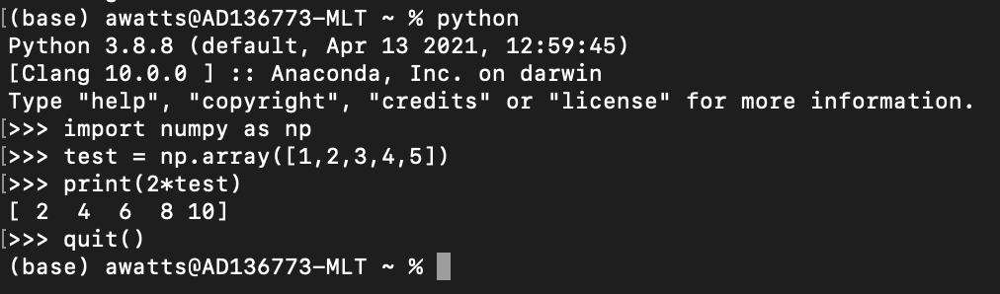 (base) awatts@AD136773-MLT ~ % python
Python 3.8.8 (default, Apr 13 2021, 12:59:45)
[Clang 10.0.0 ] :: Anaconda, Inc. on darwin
Type "help", "copyright", "credits" or "license" for more information.
>>> import numpy as np
>>> test = np.array([1,2,3,4,5])
>>> print(2*test)
[ 2  4  6  8 10]
>>> quit()
(base) awatts@AD136773-MLT ~ %